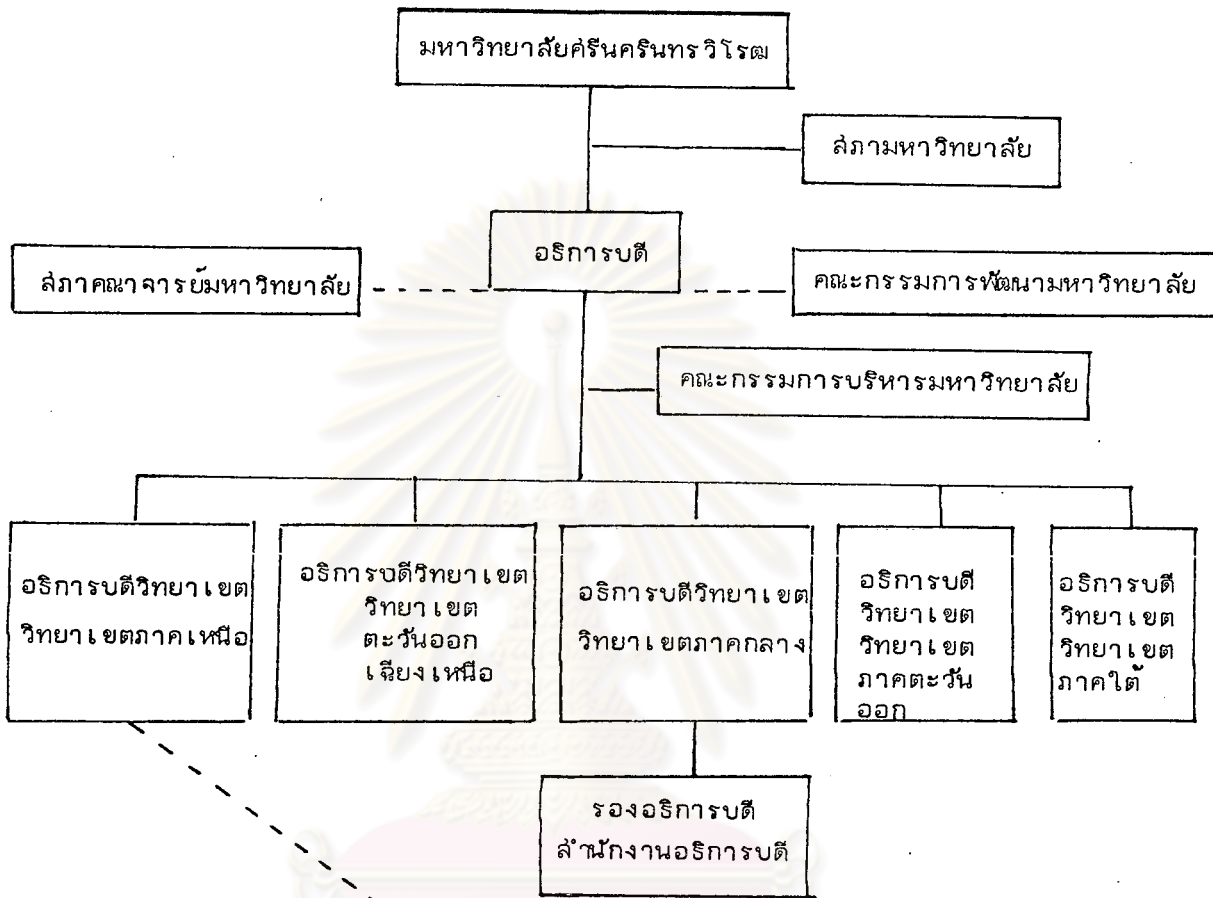 มหาวิทยาลัยศรีนครินทรวิโรฒ
สภามหาวิทยาลัย
อธิการบดี
สภาคณาจารย์มหาวิทยาลัย
คณะกรรมการพัฒนามหาวิทยาลัย
คณะกรรมการบริหารมหาวิทยาลัย
อธิการบดีวิทยาเขต
วิทยาเขตภาคเหนือ
อธิการบดีวิทยาเขต
วิทยาเขต
ตะวันออก
เฉียงเหนือ
อธิการบดีวิทยาเขต
วิทยาเขตภาคกลาง
อธิการบดี
วิทยาเขต
วิทยาเขต
ภาคตะวัน
ออก
อธิการบดี
วิทยาเขต
วิทยาเขต
ภาคใต้
รองอธิการบดี
สำนักงานอธิการบดี